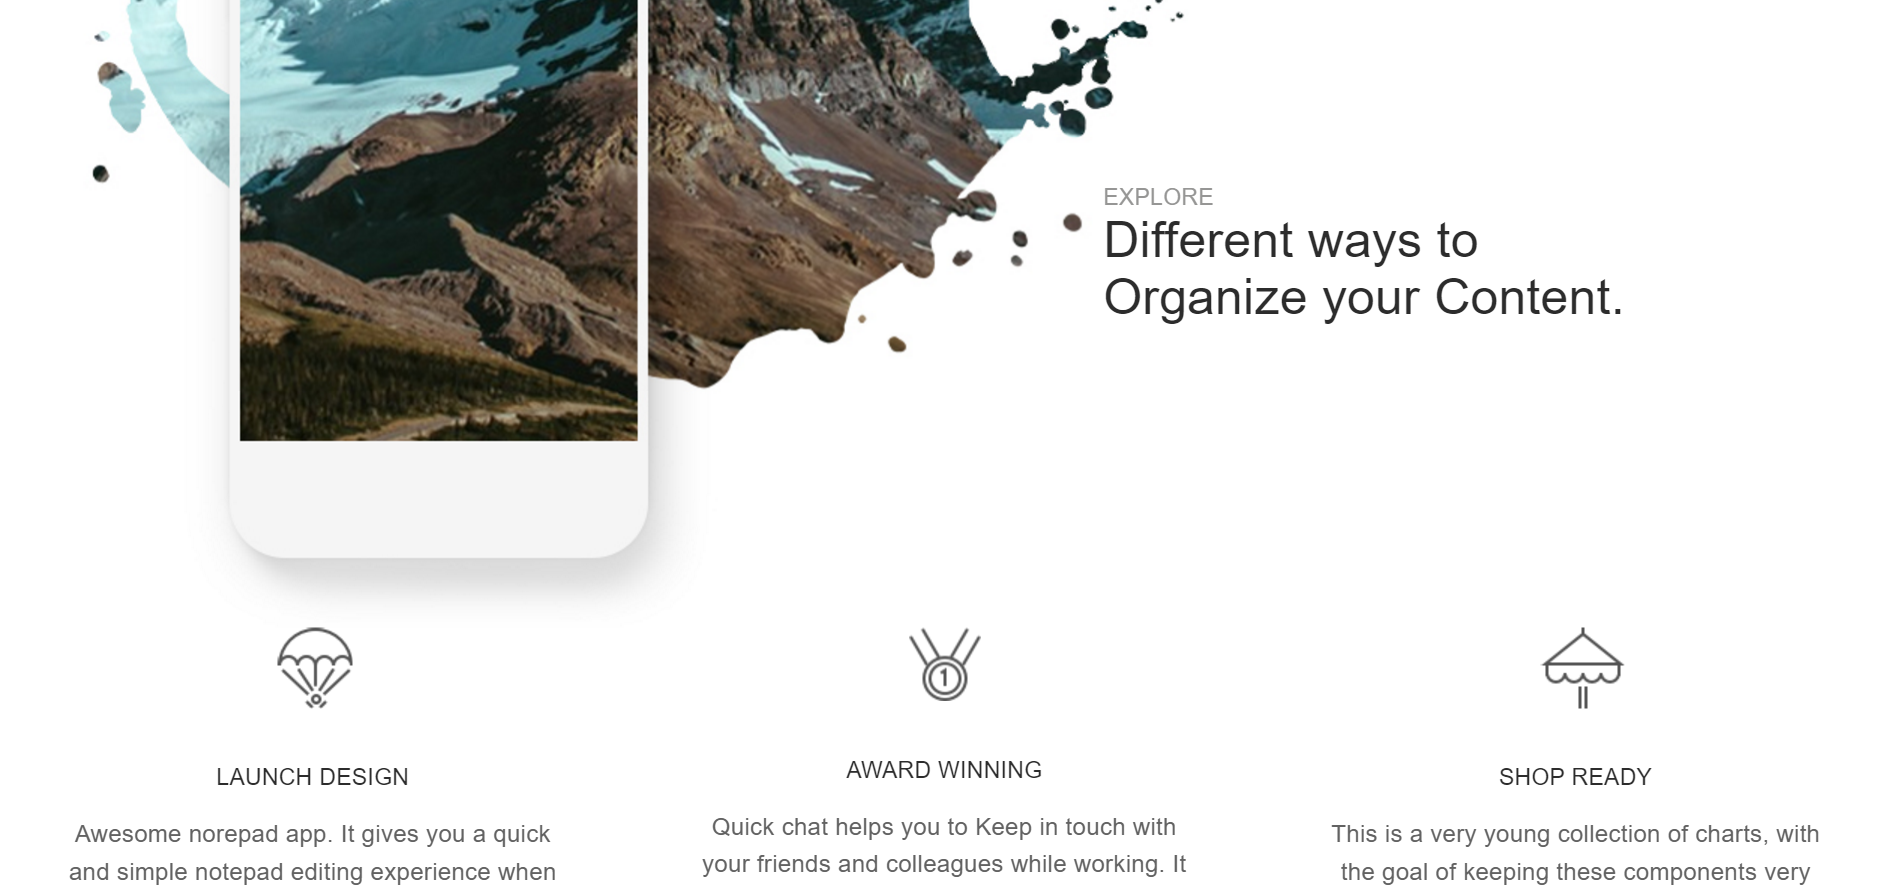 EXPLORE
Different ways to
Organize your Content.
1
LAUNCH DESIGN
Awesome norepad app. It gives you a quick
and simple notepad editing experience when
AWARD WINNING
Quick chat helps you to Keep in touch with
your friends and colleagues while working. It
SHOP READY
This is a very young collection of charts, with
the goal of keeping these components very